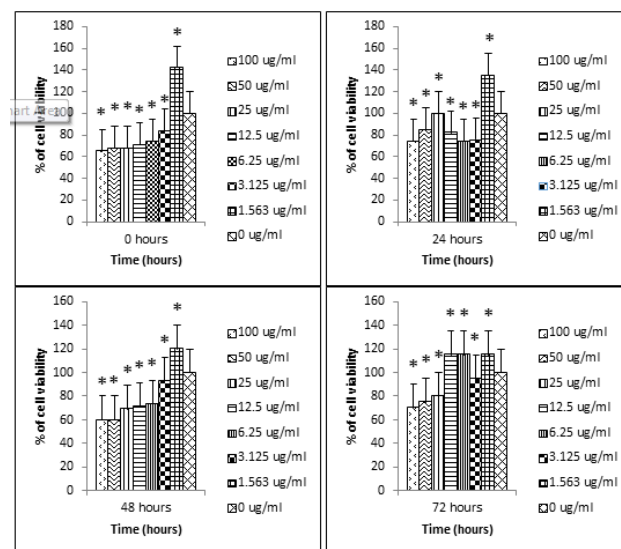 180
160
140
120
100
80
60
40
20
0
% of cell viability
* * * * * * *
0 hours
Time (hours)
100 ug/ml
50 ug/ml
25 ug/ml
12.5 ug/ml
6.25 ug/ml
3.125 ug/ml
1.563 ug/ml
0 ug/ml
180
160
140
120
100
80
60
40
20
0
% of cell viability
* * * * * * *
24 hours
Time (hours)
100 ug/ml
50 ug/ml
25 ug/ml
12.5 ug/ml
6.25 ug/ml
3.125 ug/ml
1.563 ug/ml
0 ug/ml
160
140
120
100
80
60
40
20
0
% of cell viability
* * * * * * *
48 hours
Time (hours)
100 ug/ml
50 ug/ml
25 ug/ml
12.5 ug/ml
6.25 ug/ml
3.125 ug/ml
1.563 ug/ml
0 ug/ml
160
140
120
100
80
60
40
20
0
% of cell viability
* * * * * * *
72 hours
Time (hours)
100 ug/ml
50 ug/ml
25 ug/ml
12.5 ug/ml
6.25 ug/ml
3.125 ug/ml
1.563 ug/ml
0 ug/ml